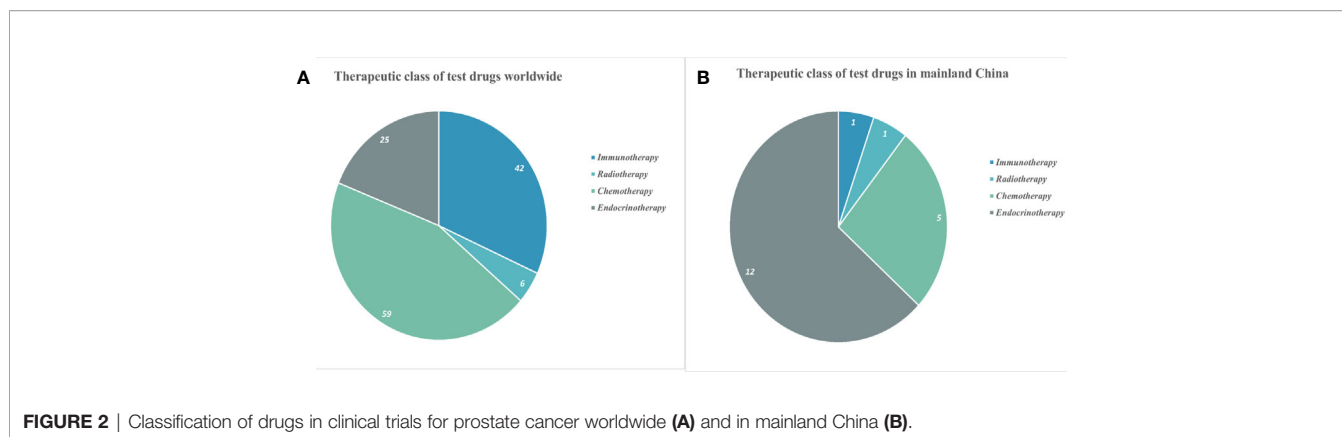 A
Therapeutic class of test drugs worldwide
25
42
6
59
Immunotherapy
Radiotherapy
Chemotherapy
Endocrinotherapy
B
Therapeutic class of test drugs in mainland China
1
1
5
12
Immunotherapy
Radiotherapy
Chemotherapy
Endocrinotherapy
FIGURE 2 | Classification of drugs in clinical trials for prostate cancer worldwide (A) and in mainland China (B).